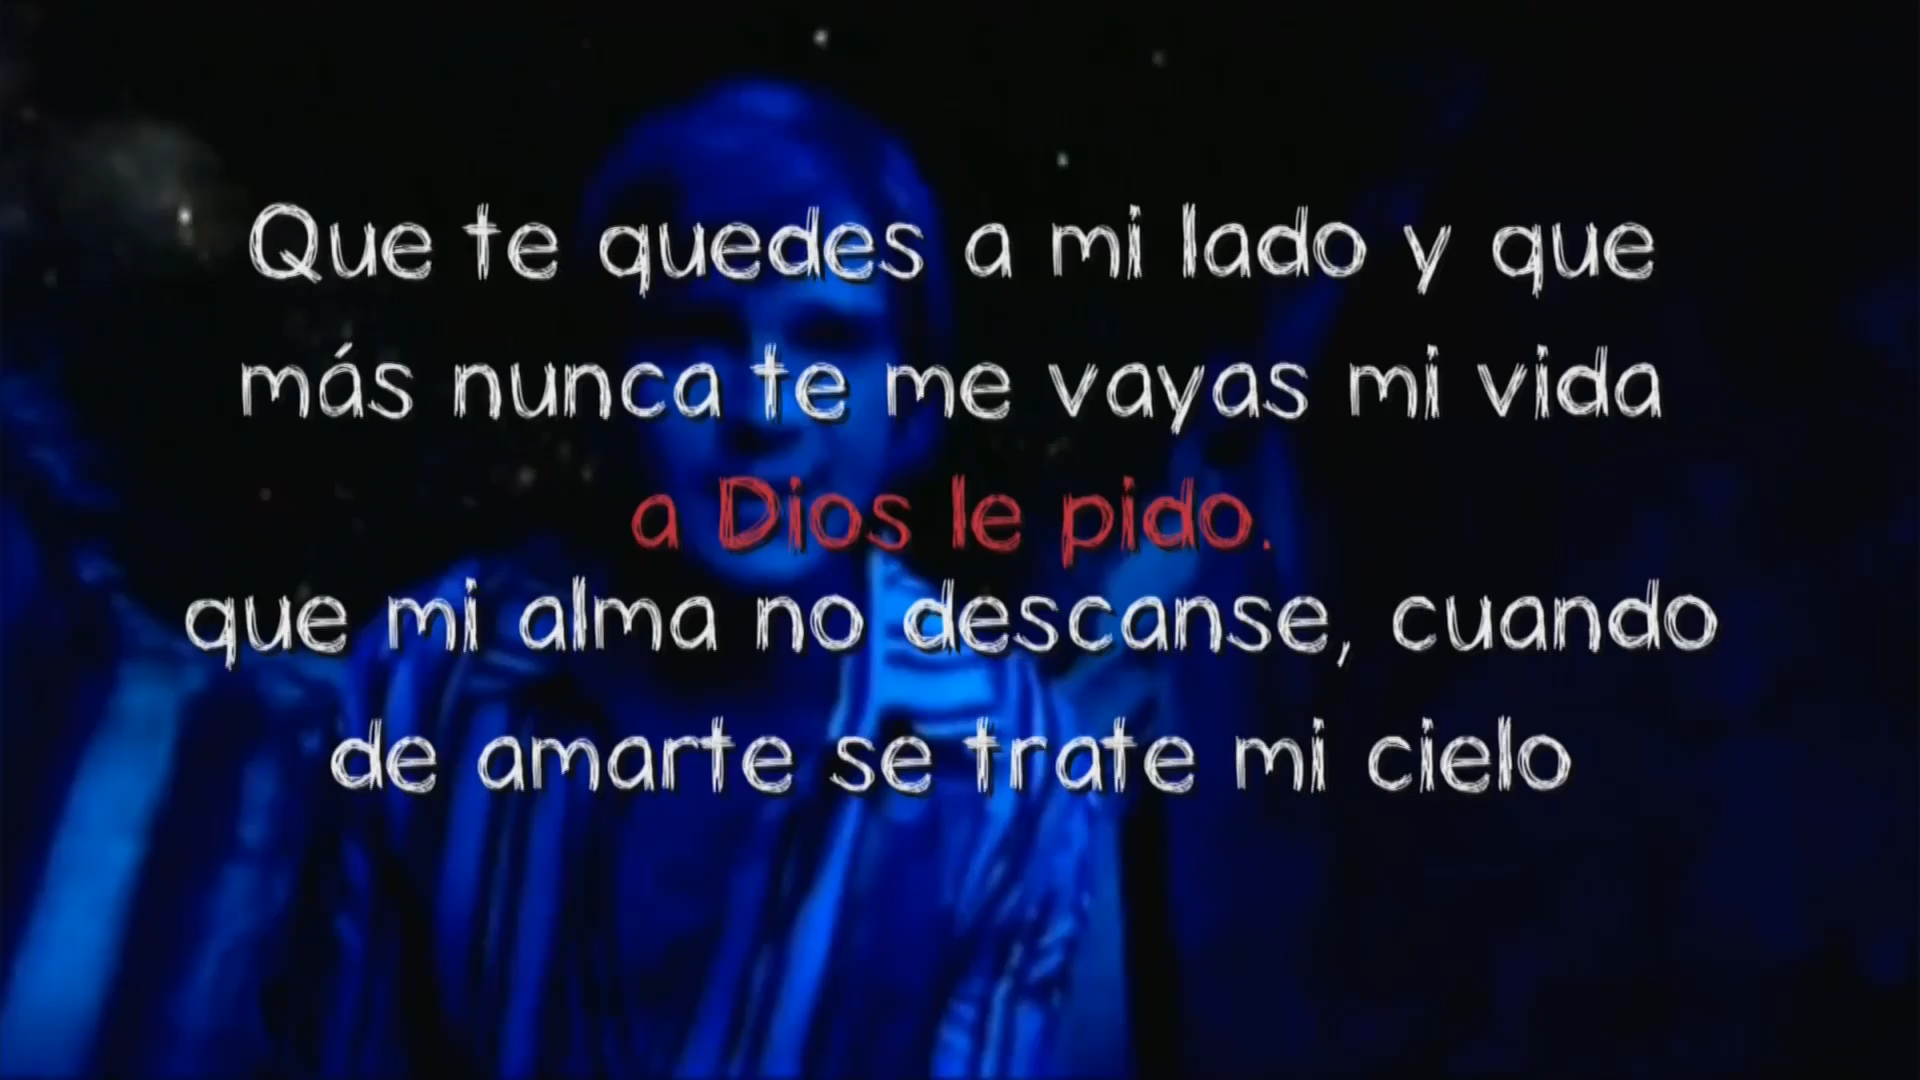 Que te quedes a mi lado y que
más nunca te me vayas mi vida
a Dios le pido.
que mi alma no descanse, cuando
de amarte se trate mi cielo